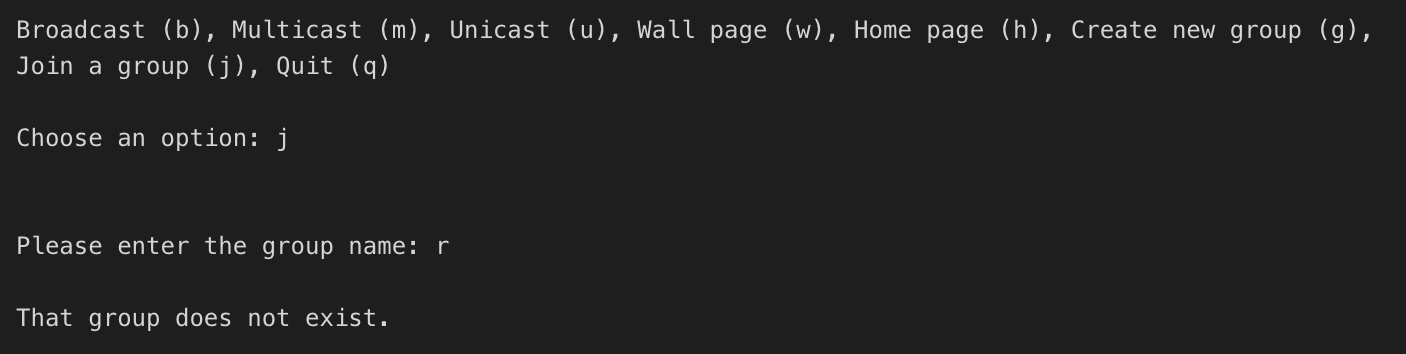 Broadcast (b), Multicast (m), Unicast (u), Wall page (w), Home page (h), Create new group (g),
Join a group (j), Quit (q)
Choose an option: j
Please enter the group name: r
That group does not exist.